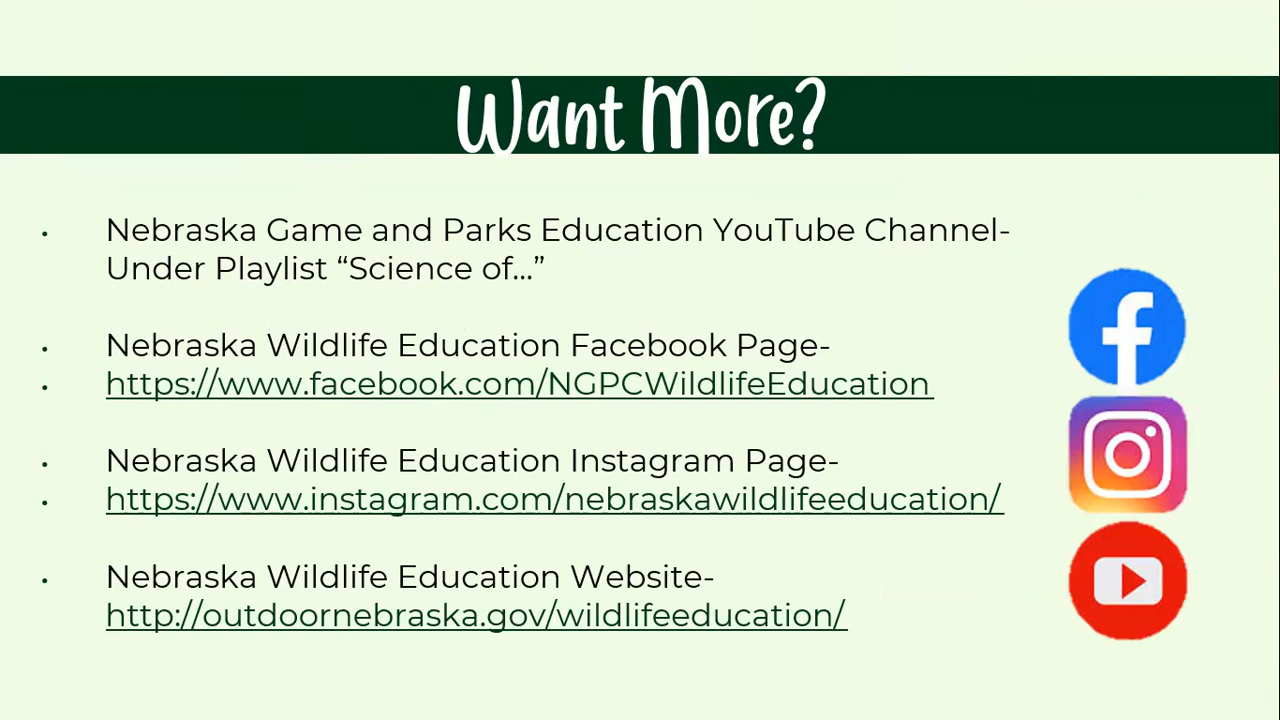 Want More?
• Nebraska Game and Parks Education YouTube Channel-
Under Playlist “Science of...”
• Nebraska Wildlife Education Facebook Page-
• https://www.facebook.com/NGPCWildlifeEducation
• Nebraska Wildlife Education Instagram Page-
• https://www.instagram.com/nebraskawildlifeeducation/
• Nebraska Wildlife Education Website-
http://outdoornebraska.gov/wildlifeeducation/